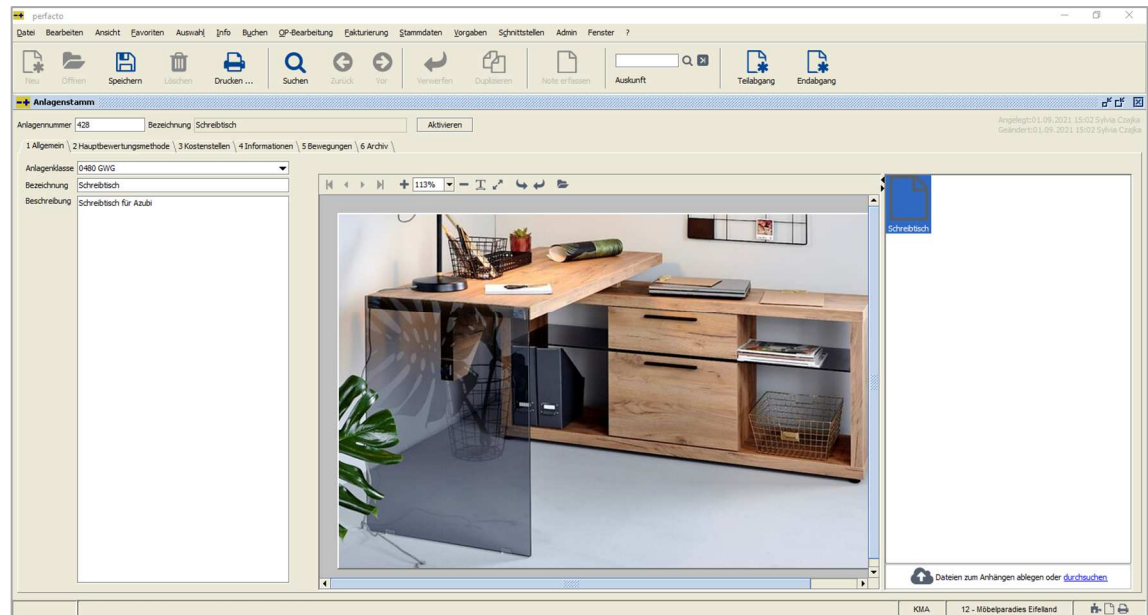 perfacto
Datei Bearbeiten Ansicht Favoriten Auswahl Info Buchen OP-Bearbeitung Fakturierung Stammdaten Vorgaben Schnittstellen Admin Fenster ?
Neu Öffnen Speichern Löschen Drucken ... Suchen Zurück Vor Verwerfen Duplizieren Note erfassen Auskunft Teilabgang Endabgang
Anlagenstamm
Anlagennummer 428 Bezeichnung Schreibtisch Aktivieren
Angelegt:01.09.2021 15:02 Sylvia Czejka
Geändert:01.09.2021 15:02 Sylvia Czejka
1 Allgemein 2 Hauptbewertungsmethode 3 Kostenstellen 4 Informationen 5 Bewegungen 6 Archiv
Anlagenklasse 0480 GWG
Bezeichnung Schreibtisch
Beschreibung Schreibtisch für Azubi
113%
Schreibtisch
Dateien zum Anhängen ablegen oder durchsuchen
KMA 12 - Möbelparadies Eifelland